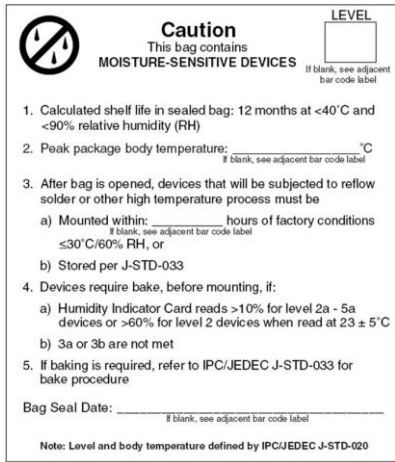 LEVEL
Caution
This bag contains
MOISTURE-SENSITIVE DEVICES
If blank, see adjacent
bar code label
1. Calculated shelf life in sealed bag: 12 months at <40˚C and
<90% relative humidity (RH)
2. Peak package body temperature: ____________________˚C
If blank, see adjacent bar code label
3. After bag is opened, devices that will be subjected to reflow
solder or other high temperature process must be
a) Mounted within: ___________ hours of factory conditions
If blank, see adjacent bar code label
≤30˚C/60% RH, or
b) Stored per J-STD-033
4. Devices require bake, before mounting, if:
a) Humidity Indicator Card reads >10% for level 2a - 5a
devices or >60% for level 2 devices when read at 23 ± 5˚C
b) 3a or 3b are not met
5. If baking is required, refer to IPC/JEDEC J-STD-033 for
bake procedure
Bag Seal Date: ______________________________________
If blank, see adjacent bar code label
Note: Level and body temperature defined by IPC/JEDEC J-STD-020